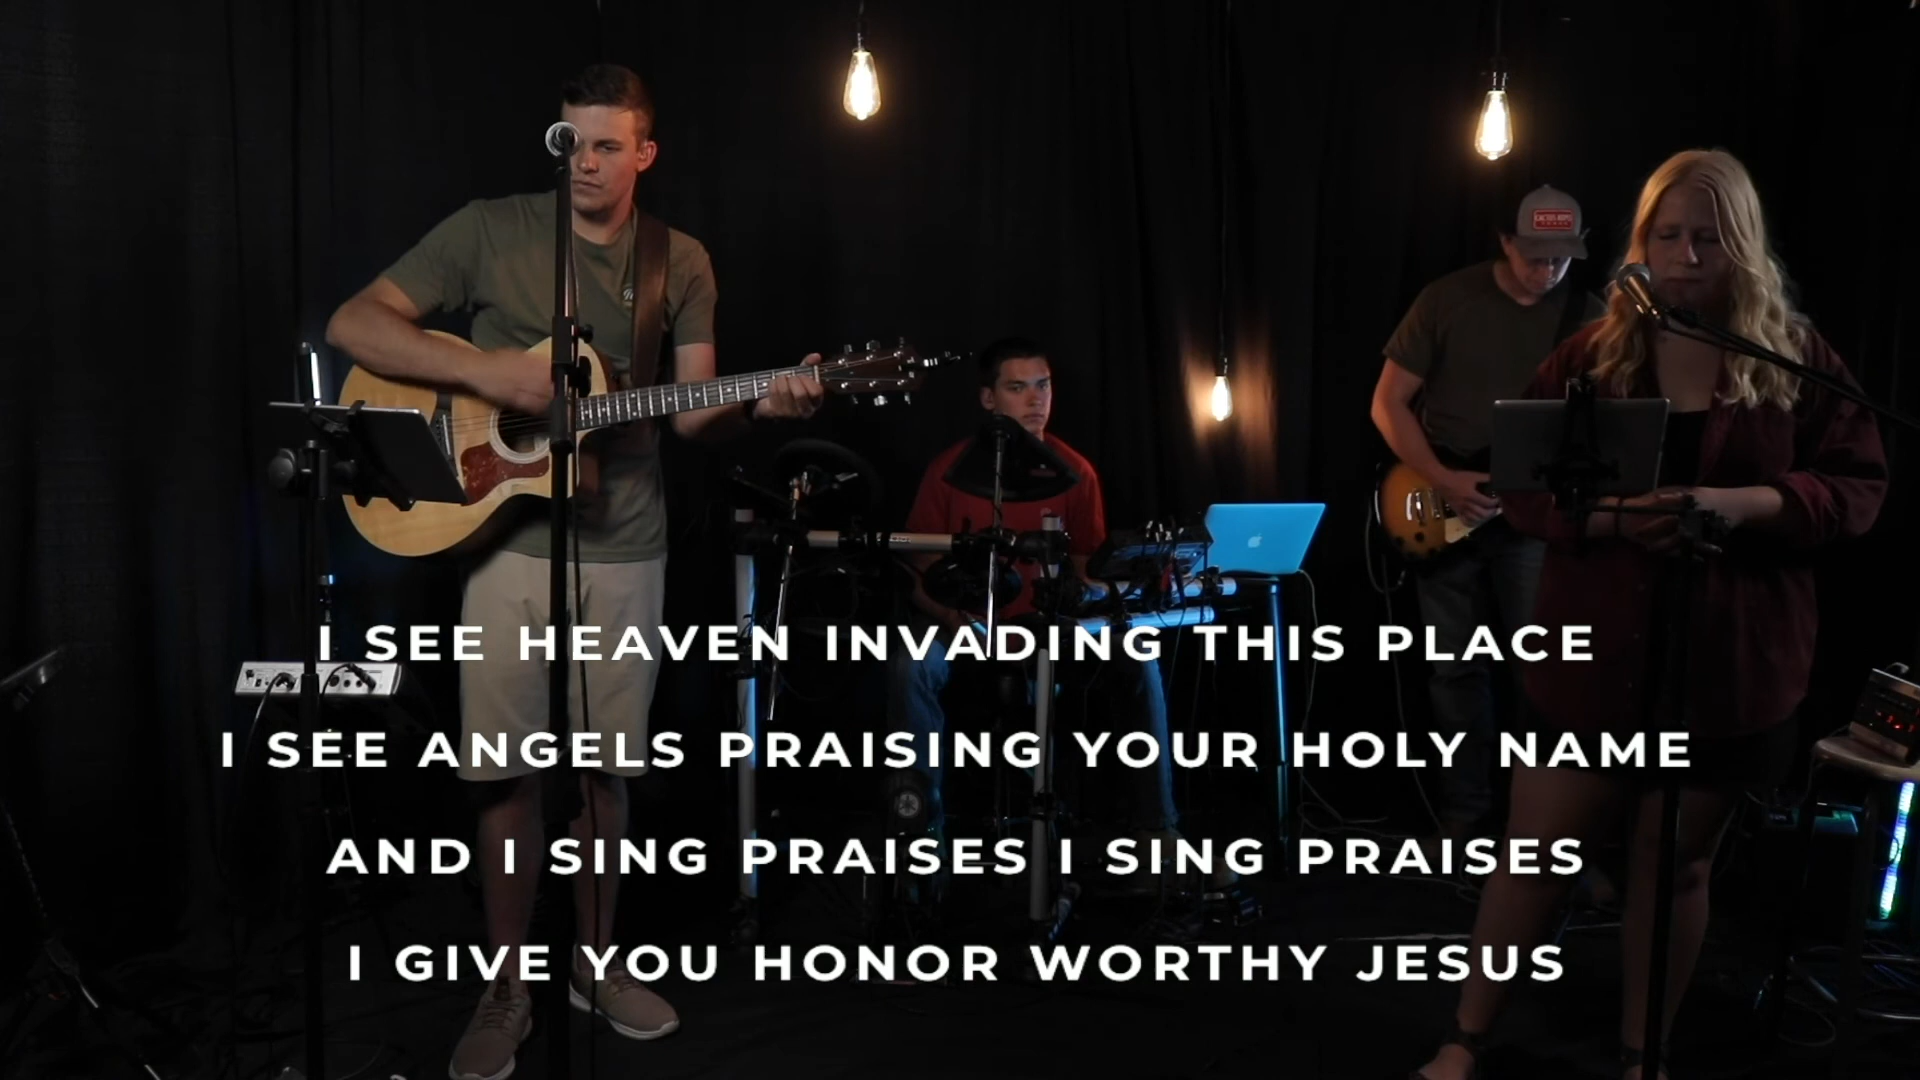 I SEE HEAVEN INVADING THIS PLACE
I SEE ANGELS PRAISING YOUR HOLY NAME
AND I SING PRAISES I SING PRAISES
I GIVE YOU HONOR WORTHY JESUS